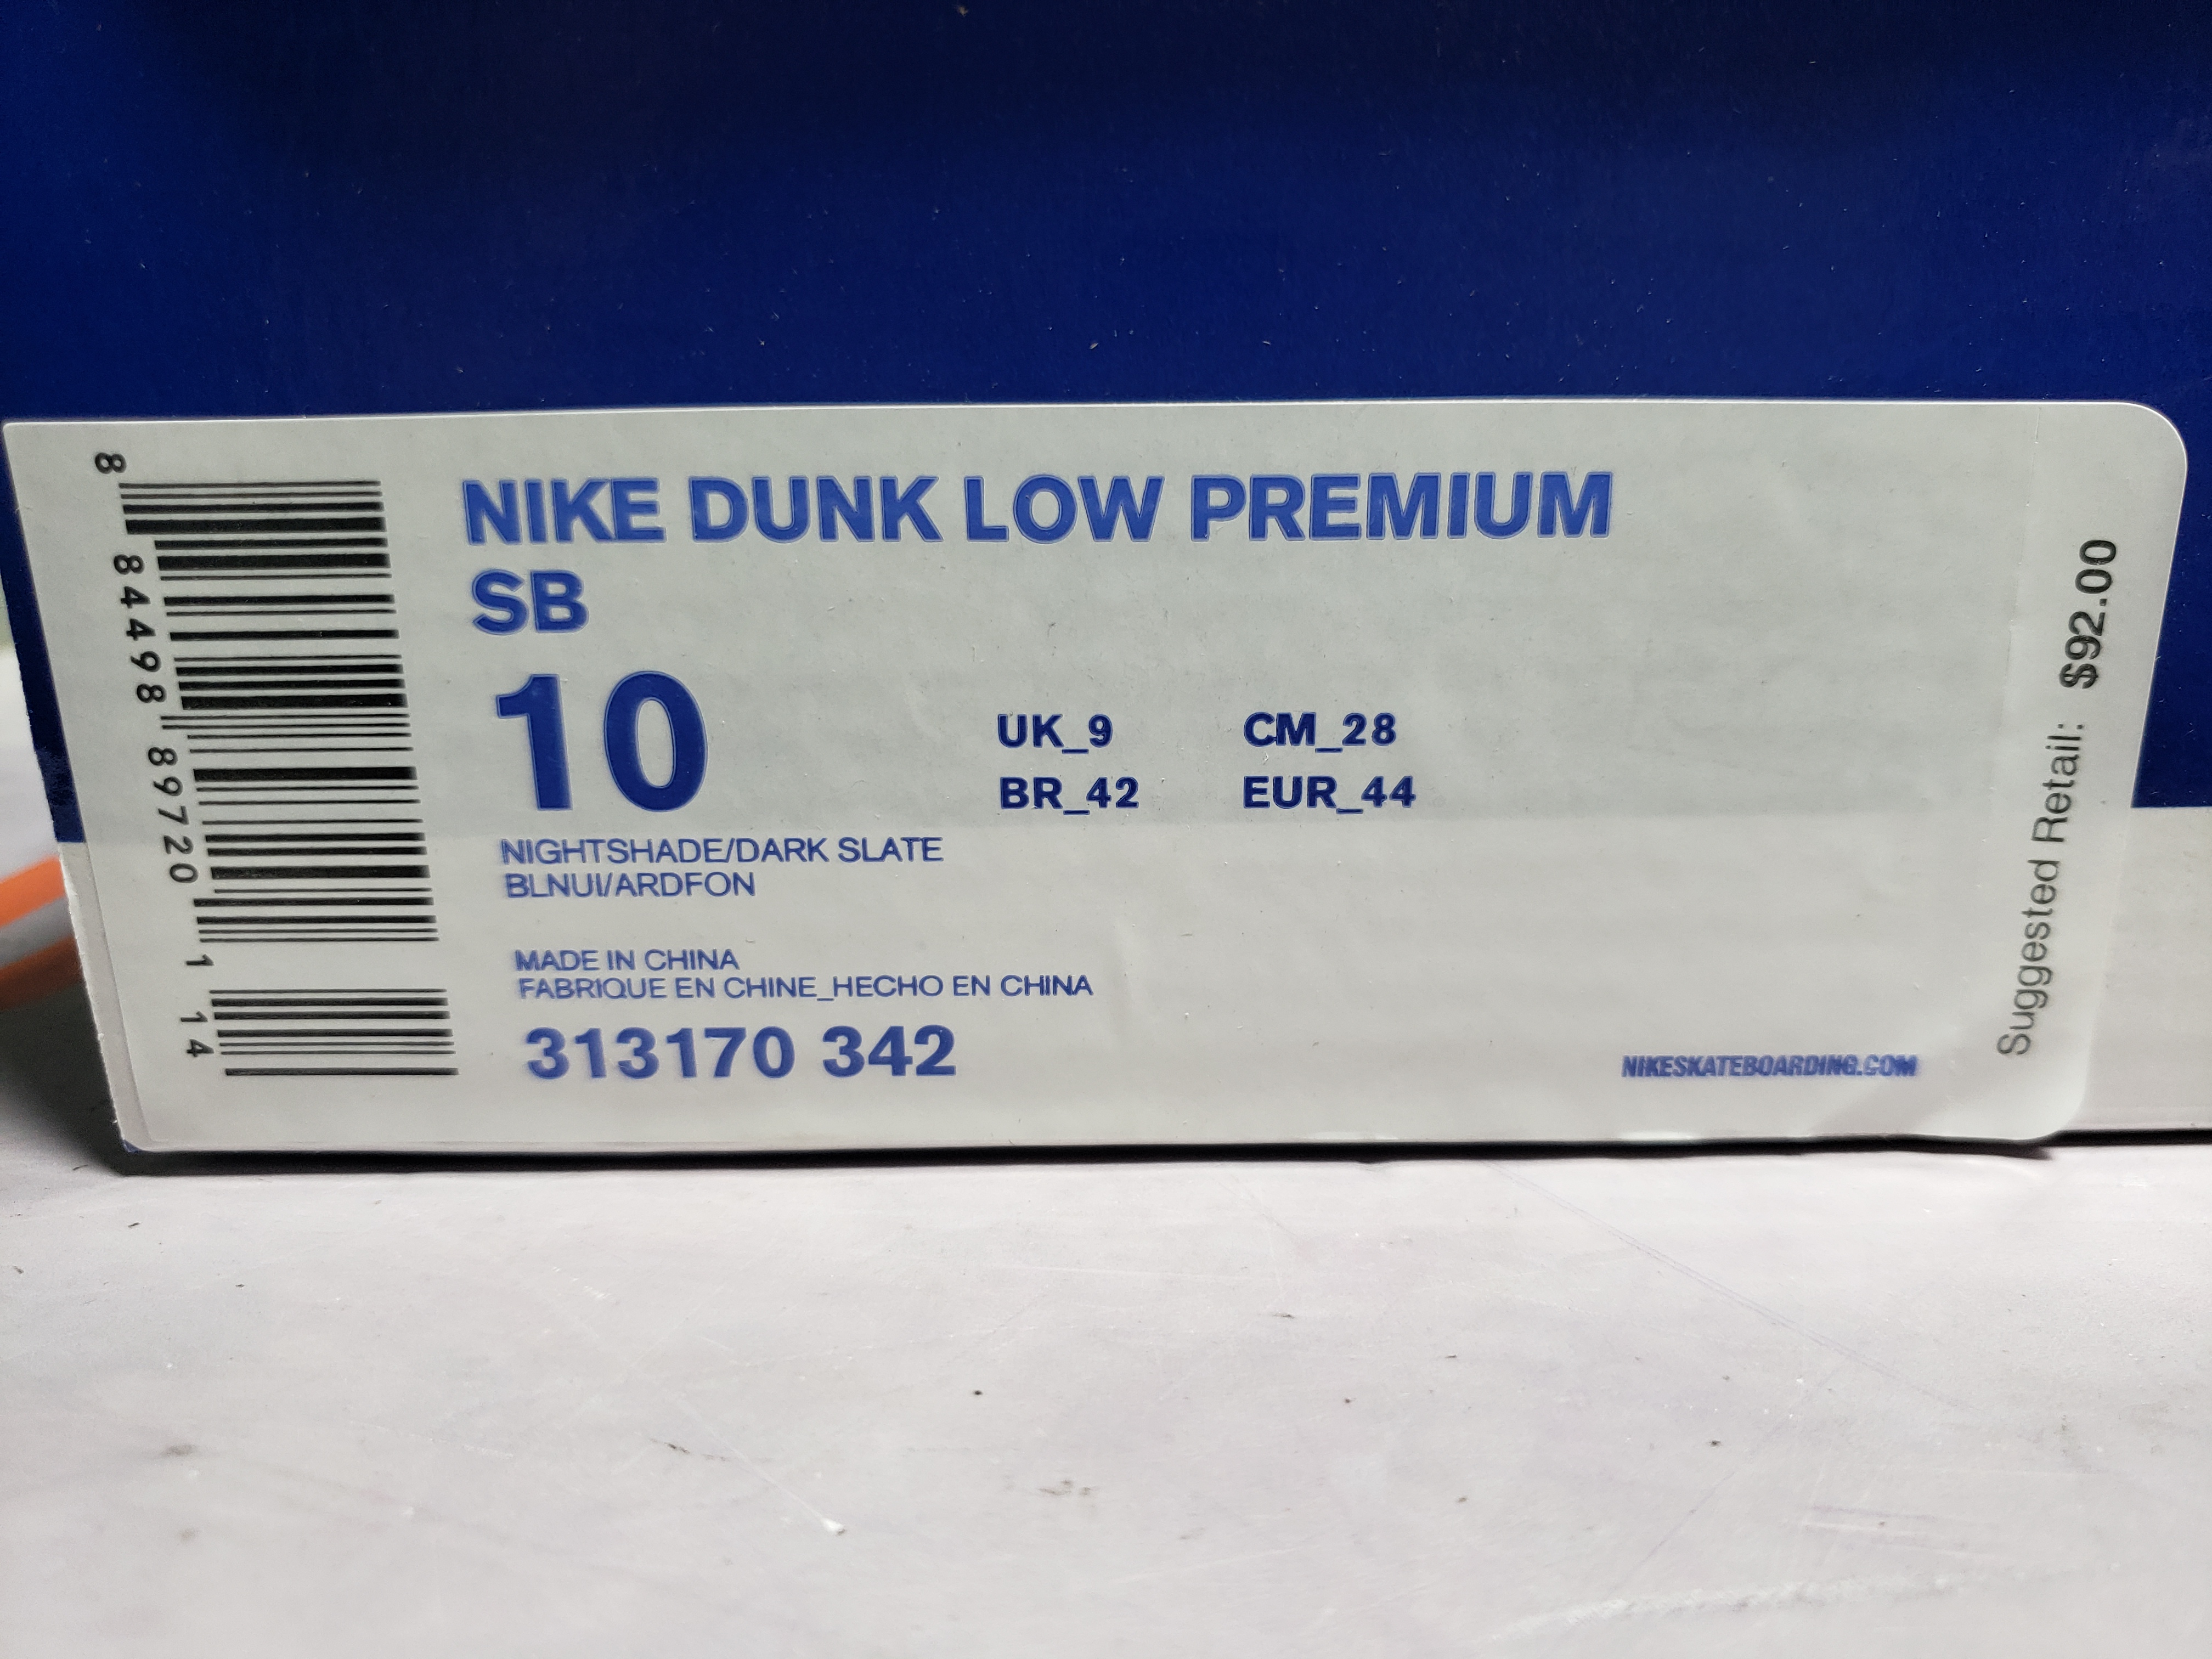 NIKE DUNK LOW PREMIUM
SB
10
UK_9 CM_28
BR_42 EUR_44
NIGHTSHADE/DARK SLATE
BLNUI/ARDFON
MADE IN CHINA
FABRIQUE EN CHINE_HECHO EN CHINA
313170 342
NIKESKATEBOARDING.COM
Suggested Retail: $92.00
8 84498 89720 1 14